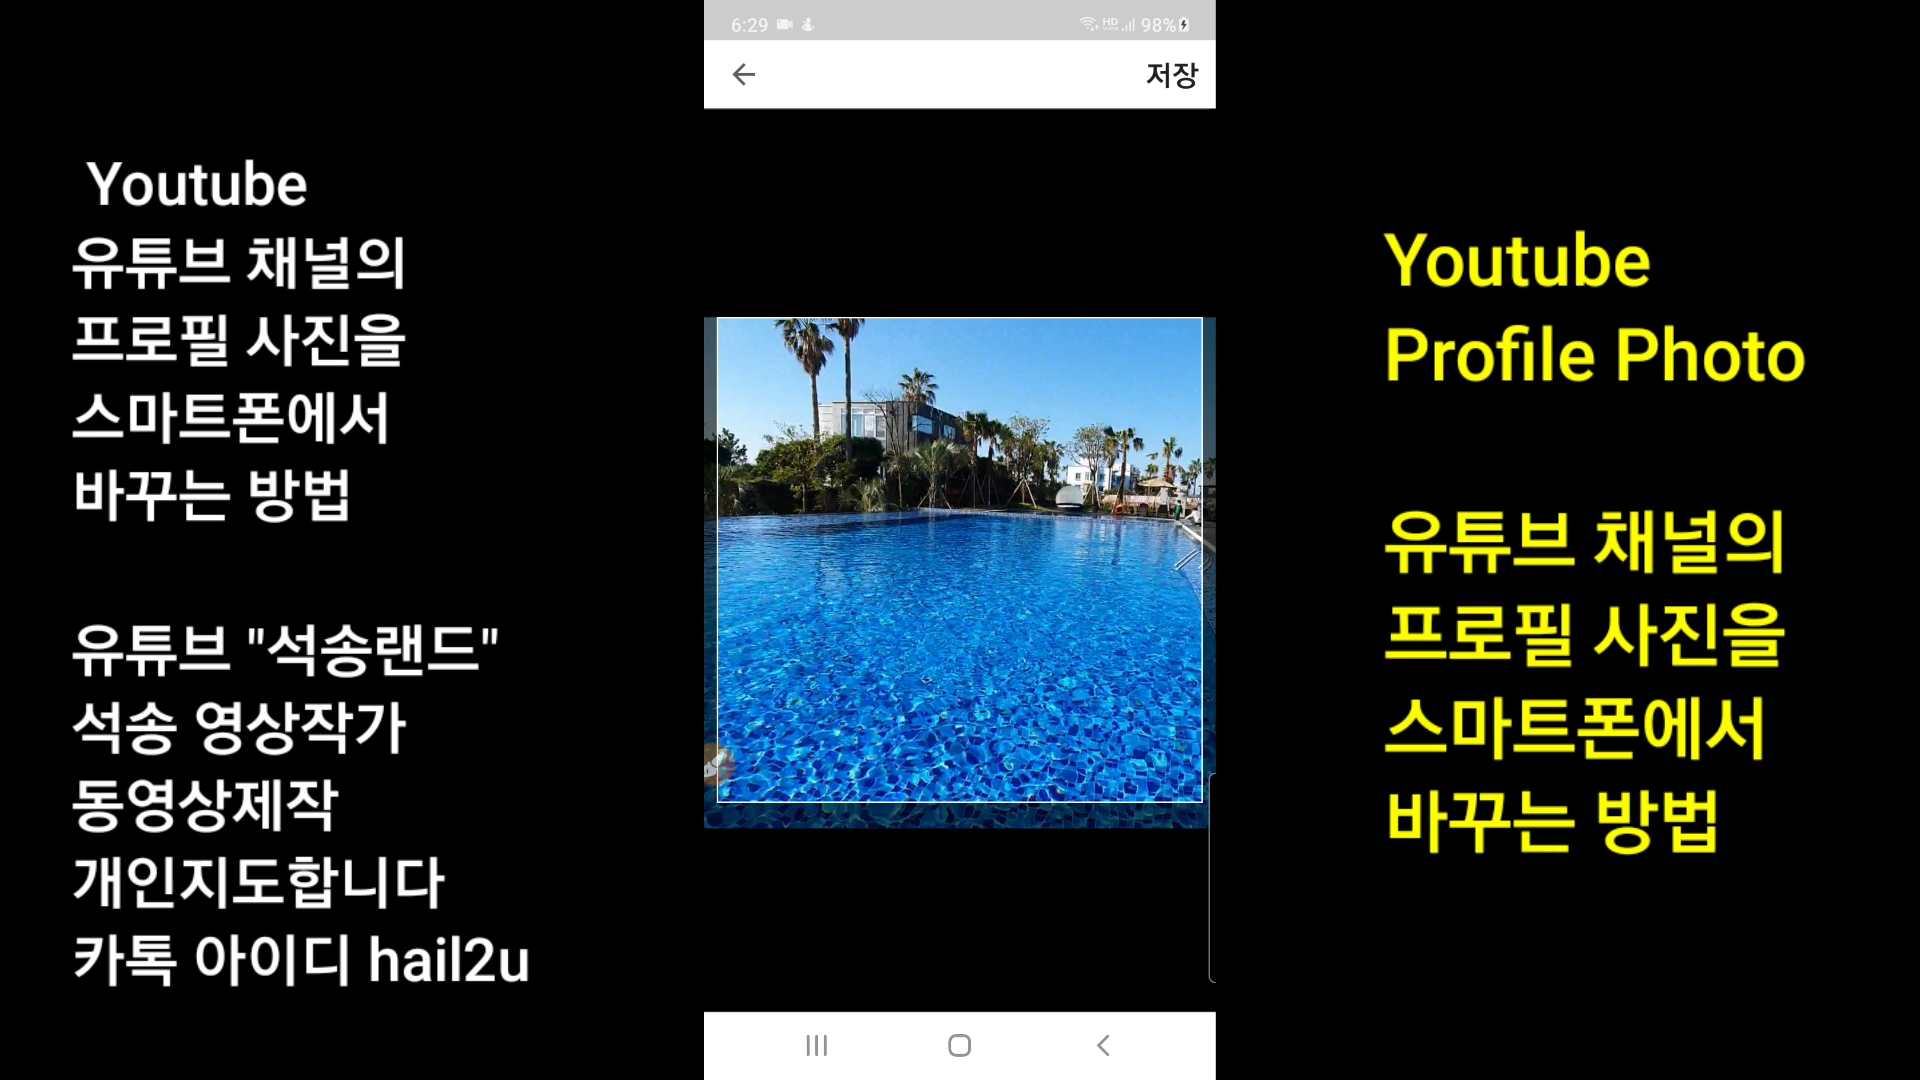 Youtube
유튜브 채널의
프로필 사진을
스마트폰에서
바꾸는 방법
유튜브 "석송랜드"
석송 영상작가
동영상제작
개인지도합니다
카톡 아이디 hail2u
6:29
HD
98%
저장
Youtube
Profile Photo
유튜브 채널의
프로필 사진을
스마트폰에서
바꾸는 방법